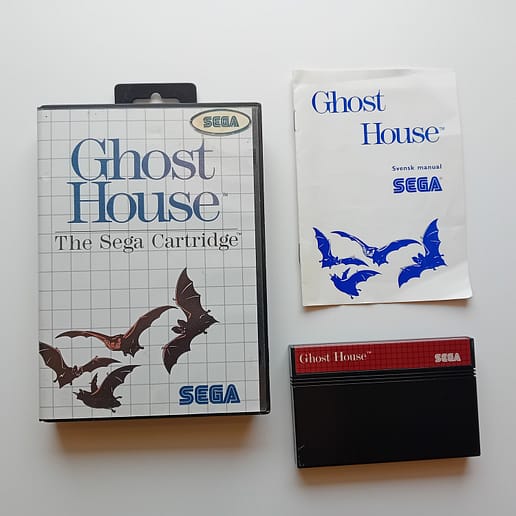 SEGA
Ghost
House™
The Sega Cartridge™
SEGA
Ghost
House™
Svensk manual
SEGA
Ghost House™
SEGA